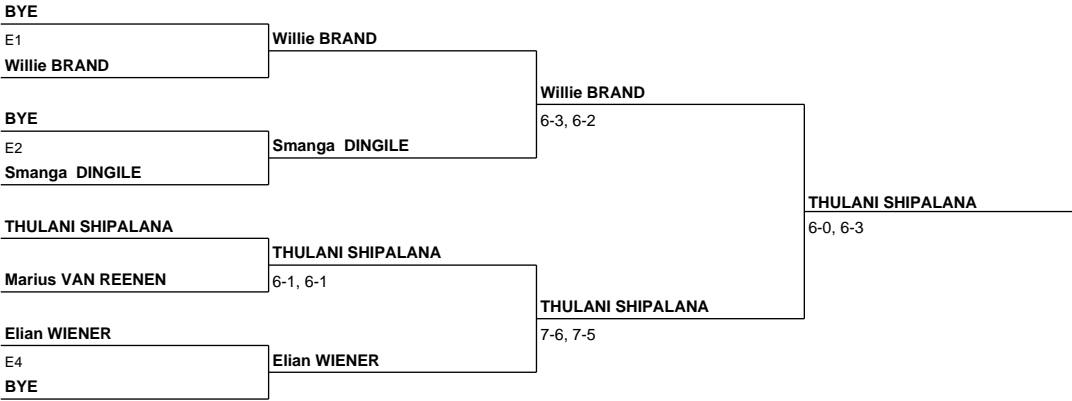 BYE
E1
Willie BRAND
Willie BRAND
BYE
E2
Smanga  DINGILE
Smanga  DINGILE
Willie BRAND
6-3, 6-2
THULANI SHIPALANA
Marius VAN REENEN
THULANI SHIPALANA
6-1, 6-1
Elian WIENER
E4
BYE
Elian WIENER
THULANI SHIPALANA
7-6, 7-5
THULANI SHIPALANA
6-0, 6-3